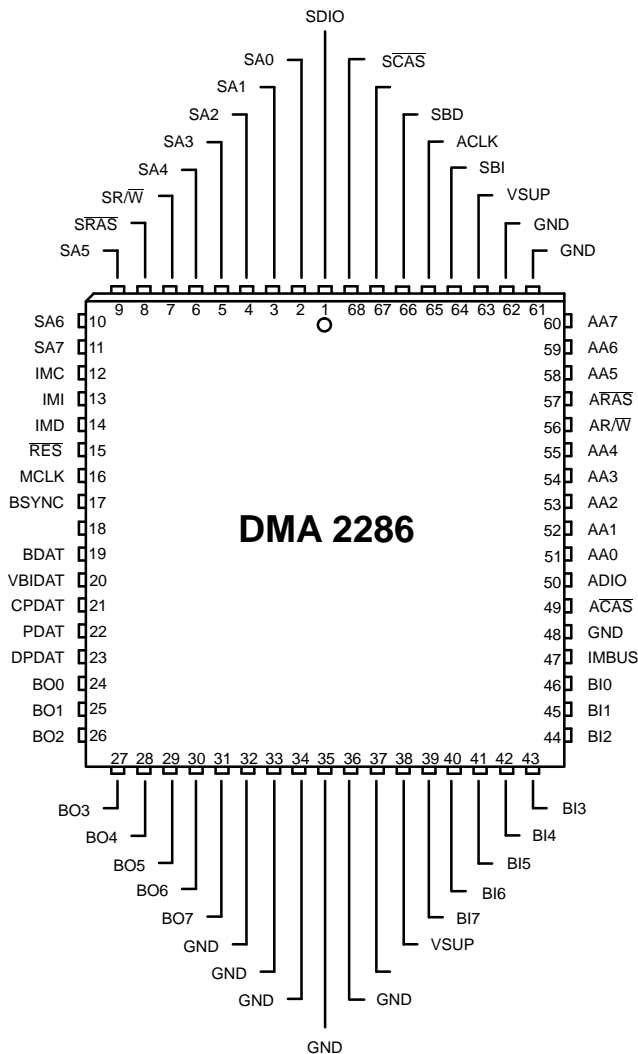 SDIO
SA0 S̅C̅A̅S̅
SA1
SA2 SBD
SA3 ACLK
SA4 SBI
SR/W̅ VSUP
SR̅A̅S̅ GND
SA5 GND
9 8 7 6 5 4 3 2 1 68 67 66 65 64 63 62 61
SA6 10 60 AA7
SA7 11 59 AA6
IMC 12 58 AA5
IMI 13 57 AR̅A̅S̅
IMD 14 56 AR/W̅
R̅E̅S̅ 15 55 AA4
MCLK 16 54 AA3
BSYNC 17 53 AA2
18 52 AA1
DMA 2286
BDAT 19 51 AA0
VBIDAT 20 50 ADIO
CPDAT 21 49 AC̅A̅S̅
PDAT 22 48 GND
DPDAT 23 47 IMBUS
BO0 24 46 BI0
BO1 25 45 BI1
BO2 26 44 BI2
27 28 29 30 31 32 33 34 35 36 37 38 39 40 41 42 43
BO3 BI3
BO4 BI4
BO5 BI5
BO6 BI6
BO7 BI7
GND VSUP
GND
GND GND
GND